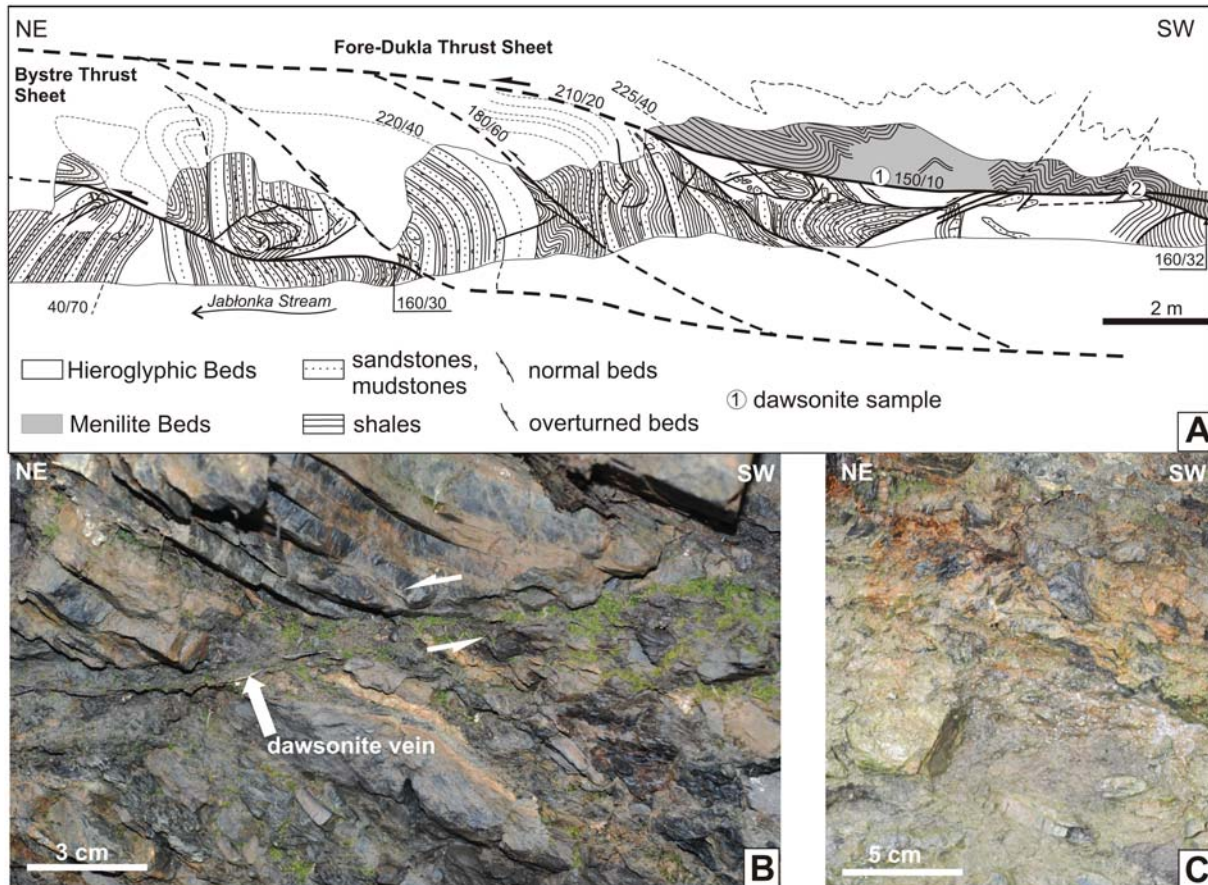 NE
SW
Fore-Dukla Thrust Sheet
Bystre Thrust
Sheet
220/40
180/60
210/20
225/40
1
150/10
2
40/70
Jabłonka Stream
160/30
160/32
2 m
Hieroglyphic Beds
sandstones,
mudstones
normal beds
Menilite Beds
shales
overturned beds
1 dawsonite sample
A
NE
SW
dawsonite vein
3 cm
B
NE
SW
5 cm
C